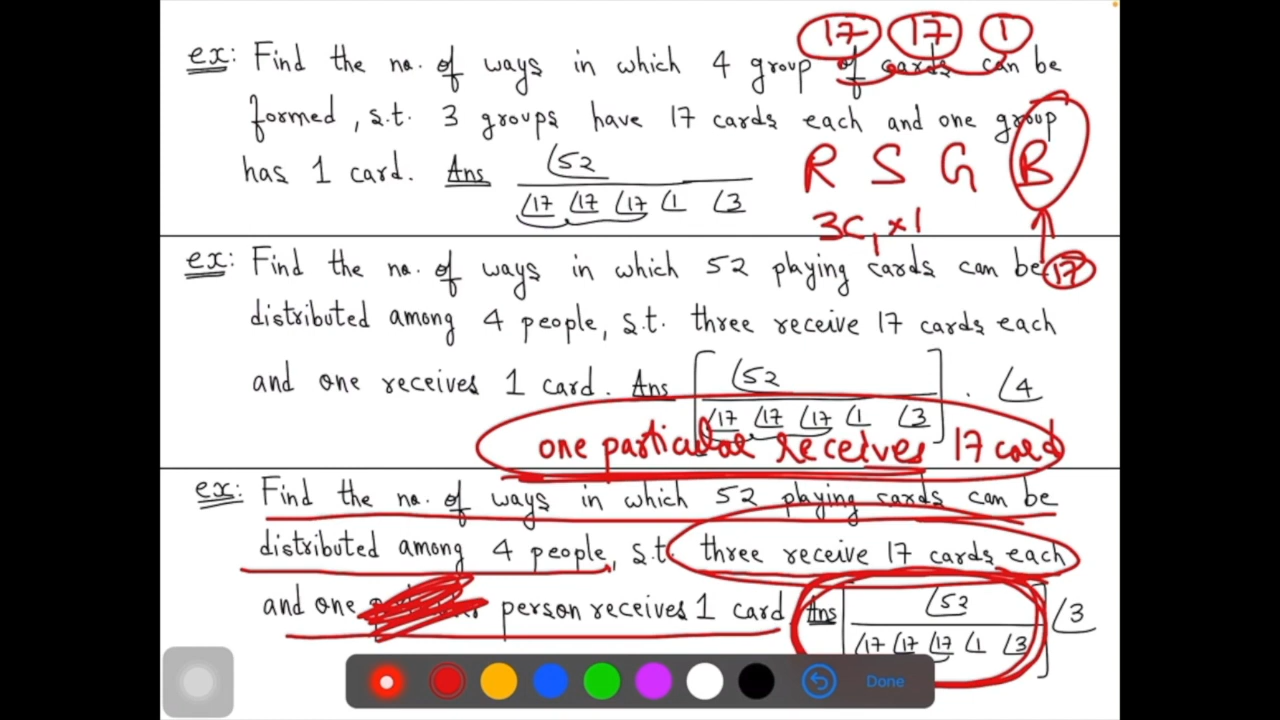 17 17 1
ex: Find the no. of ways in which 4 group of cards can be
formed, s.t. 3 groups have 17 cards each and one group
has 1 card. Ans ∠52
∠17 ∠17 ∠17 ∠1 ∠3
R S G B
3C1 × 1
17
ex: Find the no. of ways in which 52 playing cards can be
distributed among 4 people, s.t. three receive 17 cards each
and one receives 1 card. Ans [ ∠52 ] . ∠4
∠17 ∠17 ∠17 ∠1 ∠3
one particular receives 17 card
ex: Find the no. of ways in which 52 playing cards can be
distributed among 4 people, s.t. three receive 17 cards each
and one person receives 1 card. Ans [ ∠52 ] ∠3
∠17 ∠17 ∠17 ∠1 ∠3
Done